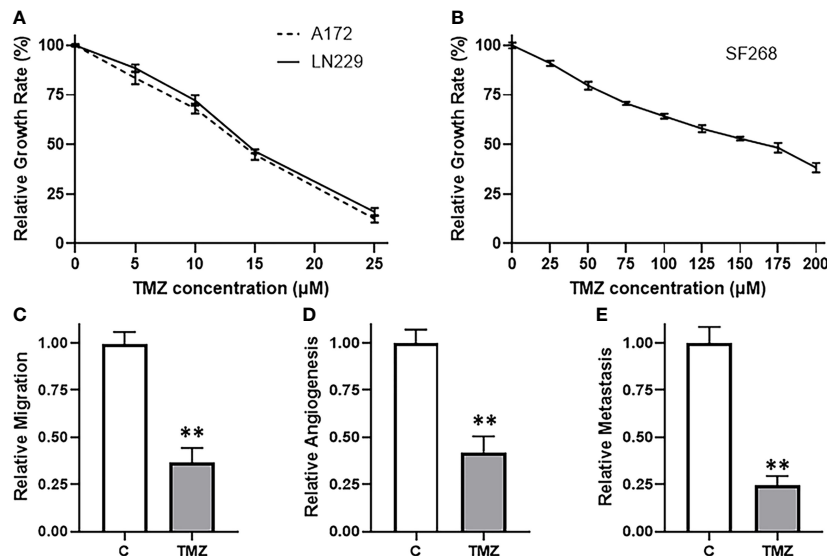 A
A172
LN229
Relative Growth Rate (%)
100
75
50
25
0
0 5 10 15 20 25
TMZ concentration (µM)
B
SF268
Relative Growth Rate (%)
100
75
50
25
0
0 25 50 75 100 125 150 175 200
TMZ concentration (µM)
C
Relative Migration
1.00
0.75
0.50
0.25
0.00
**
C TMZ
D
Relative Angiogenesis
1.00
0.75
0.50
0.25
0.00
**
C TMZ
E
Relative Metastasis
1.00
0.75
0.50
0.25
0.00
**
C TMZ